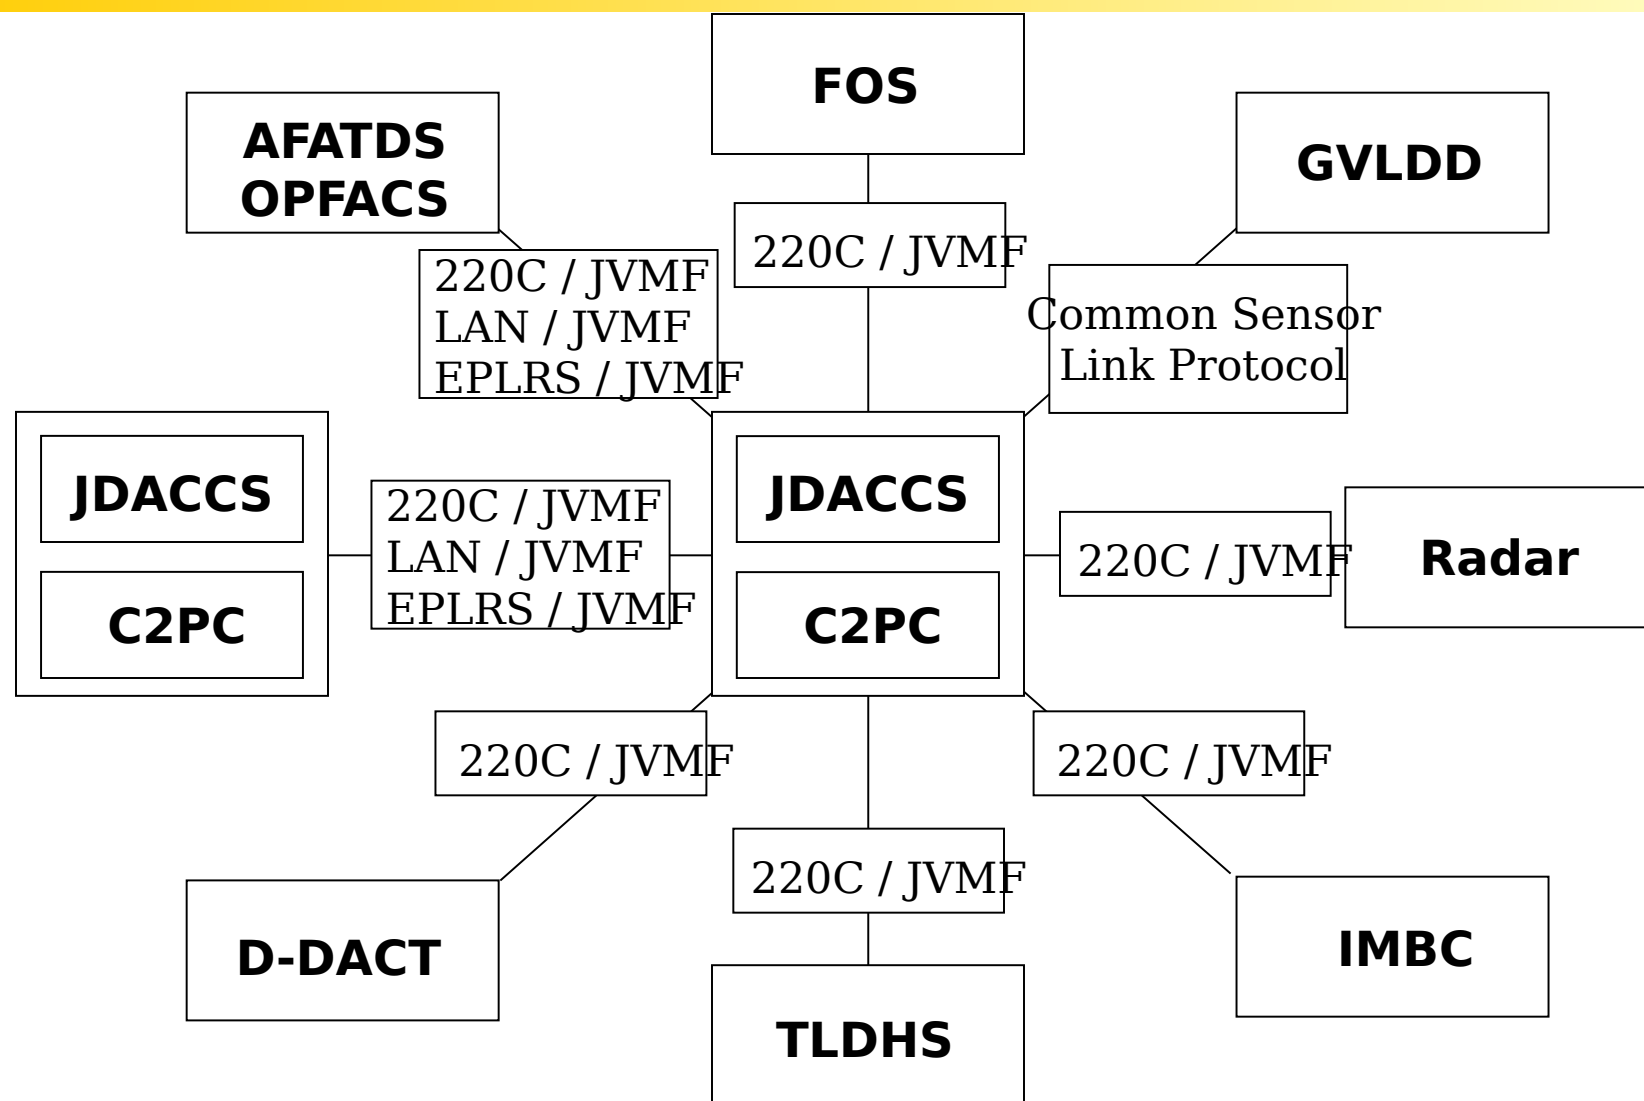 FOS
AFATDS
OPFACS
GVLDD
220C / JVMF
220C / JVMF
LAN / JVMF
EPLRS / JVMF
Common Sensor
Link Protocol
JDACCS
C2PC
220C / JVMF
LAN / JVMF
EPLRS / JVMF
JDACCS
C2PC
220C / JVMF
Radar
220C / JVMF
220C / JVMF
220C / JVMF
D-DACT
TLDHS
IMBC